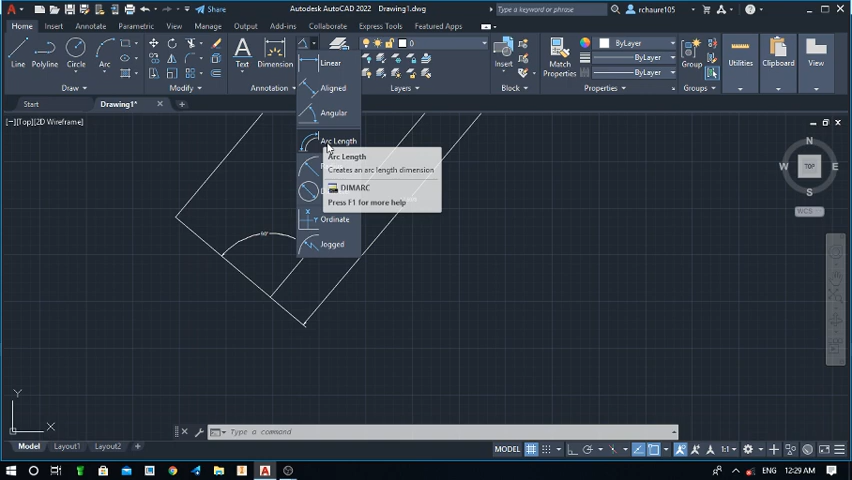 Share
Autodesk AutoCAD 2022 Drawing1.dwg
Type a keyword or phrase
rchaure105
Home
Insert
Annotate
Parametric
View
Manage
Output
Add-ins
Collaborate
Express Tools
Featured Apps
Line
Polyline
Circle
Arc
Draw
Modify
Text
Dimension
Annotation
Linear
Aligned
Angular
Arc Length
Ordinate
Jogged
Arc Length
Creates an arc length dimension
DIMARC
Press F1 for more help
0
Insert
Block
Match
Properties
ByLayer
ByLayer
ByLayer
Properties
Group
Groups
Utilities
Clipboard
View
Start
Drawing1*
[−][Top][2D Wireframe]
N
W
TOP
E
S
WCS
60°
Y
X
Type a command
Model
Layout1
Layout2
MODEL
1:1
ENG
12:29 AM